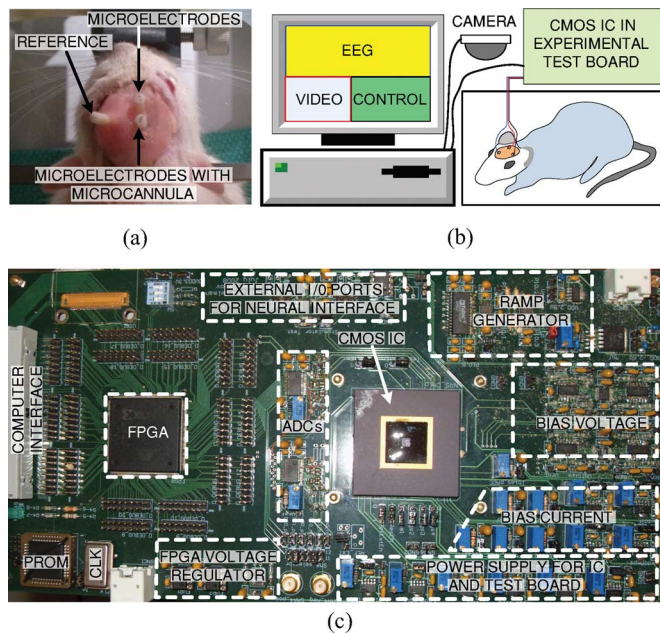 MICROELECTRODES
REFERENCE
MICROELECTRODES WITH
MICROCANNULA
(a)
EEG
VIDEO
CONTROL
CAMERA
CMOS IC IN
EXPERIMENTAL
TEST BOARD
(b)
EXTERNAL I/0 PORTS
FOR NEURAL INTERFACE
RAMP
GENERATOR
CMOS IC
COMPUTER
INTERFACE
FPGA
ADCs
BIAS VOLTAGE
BIAS CURRENT
PROM
CLK
FPGA VOLTAGE
REGULATOR
POWER SUPPLY FOR IC
AND TEST BOARD
(c)